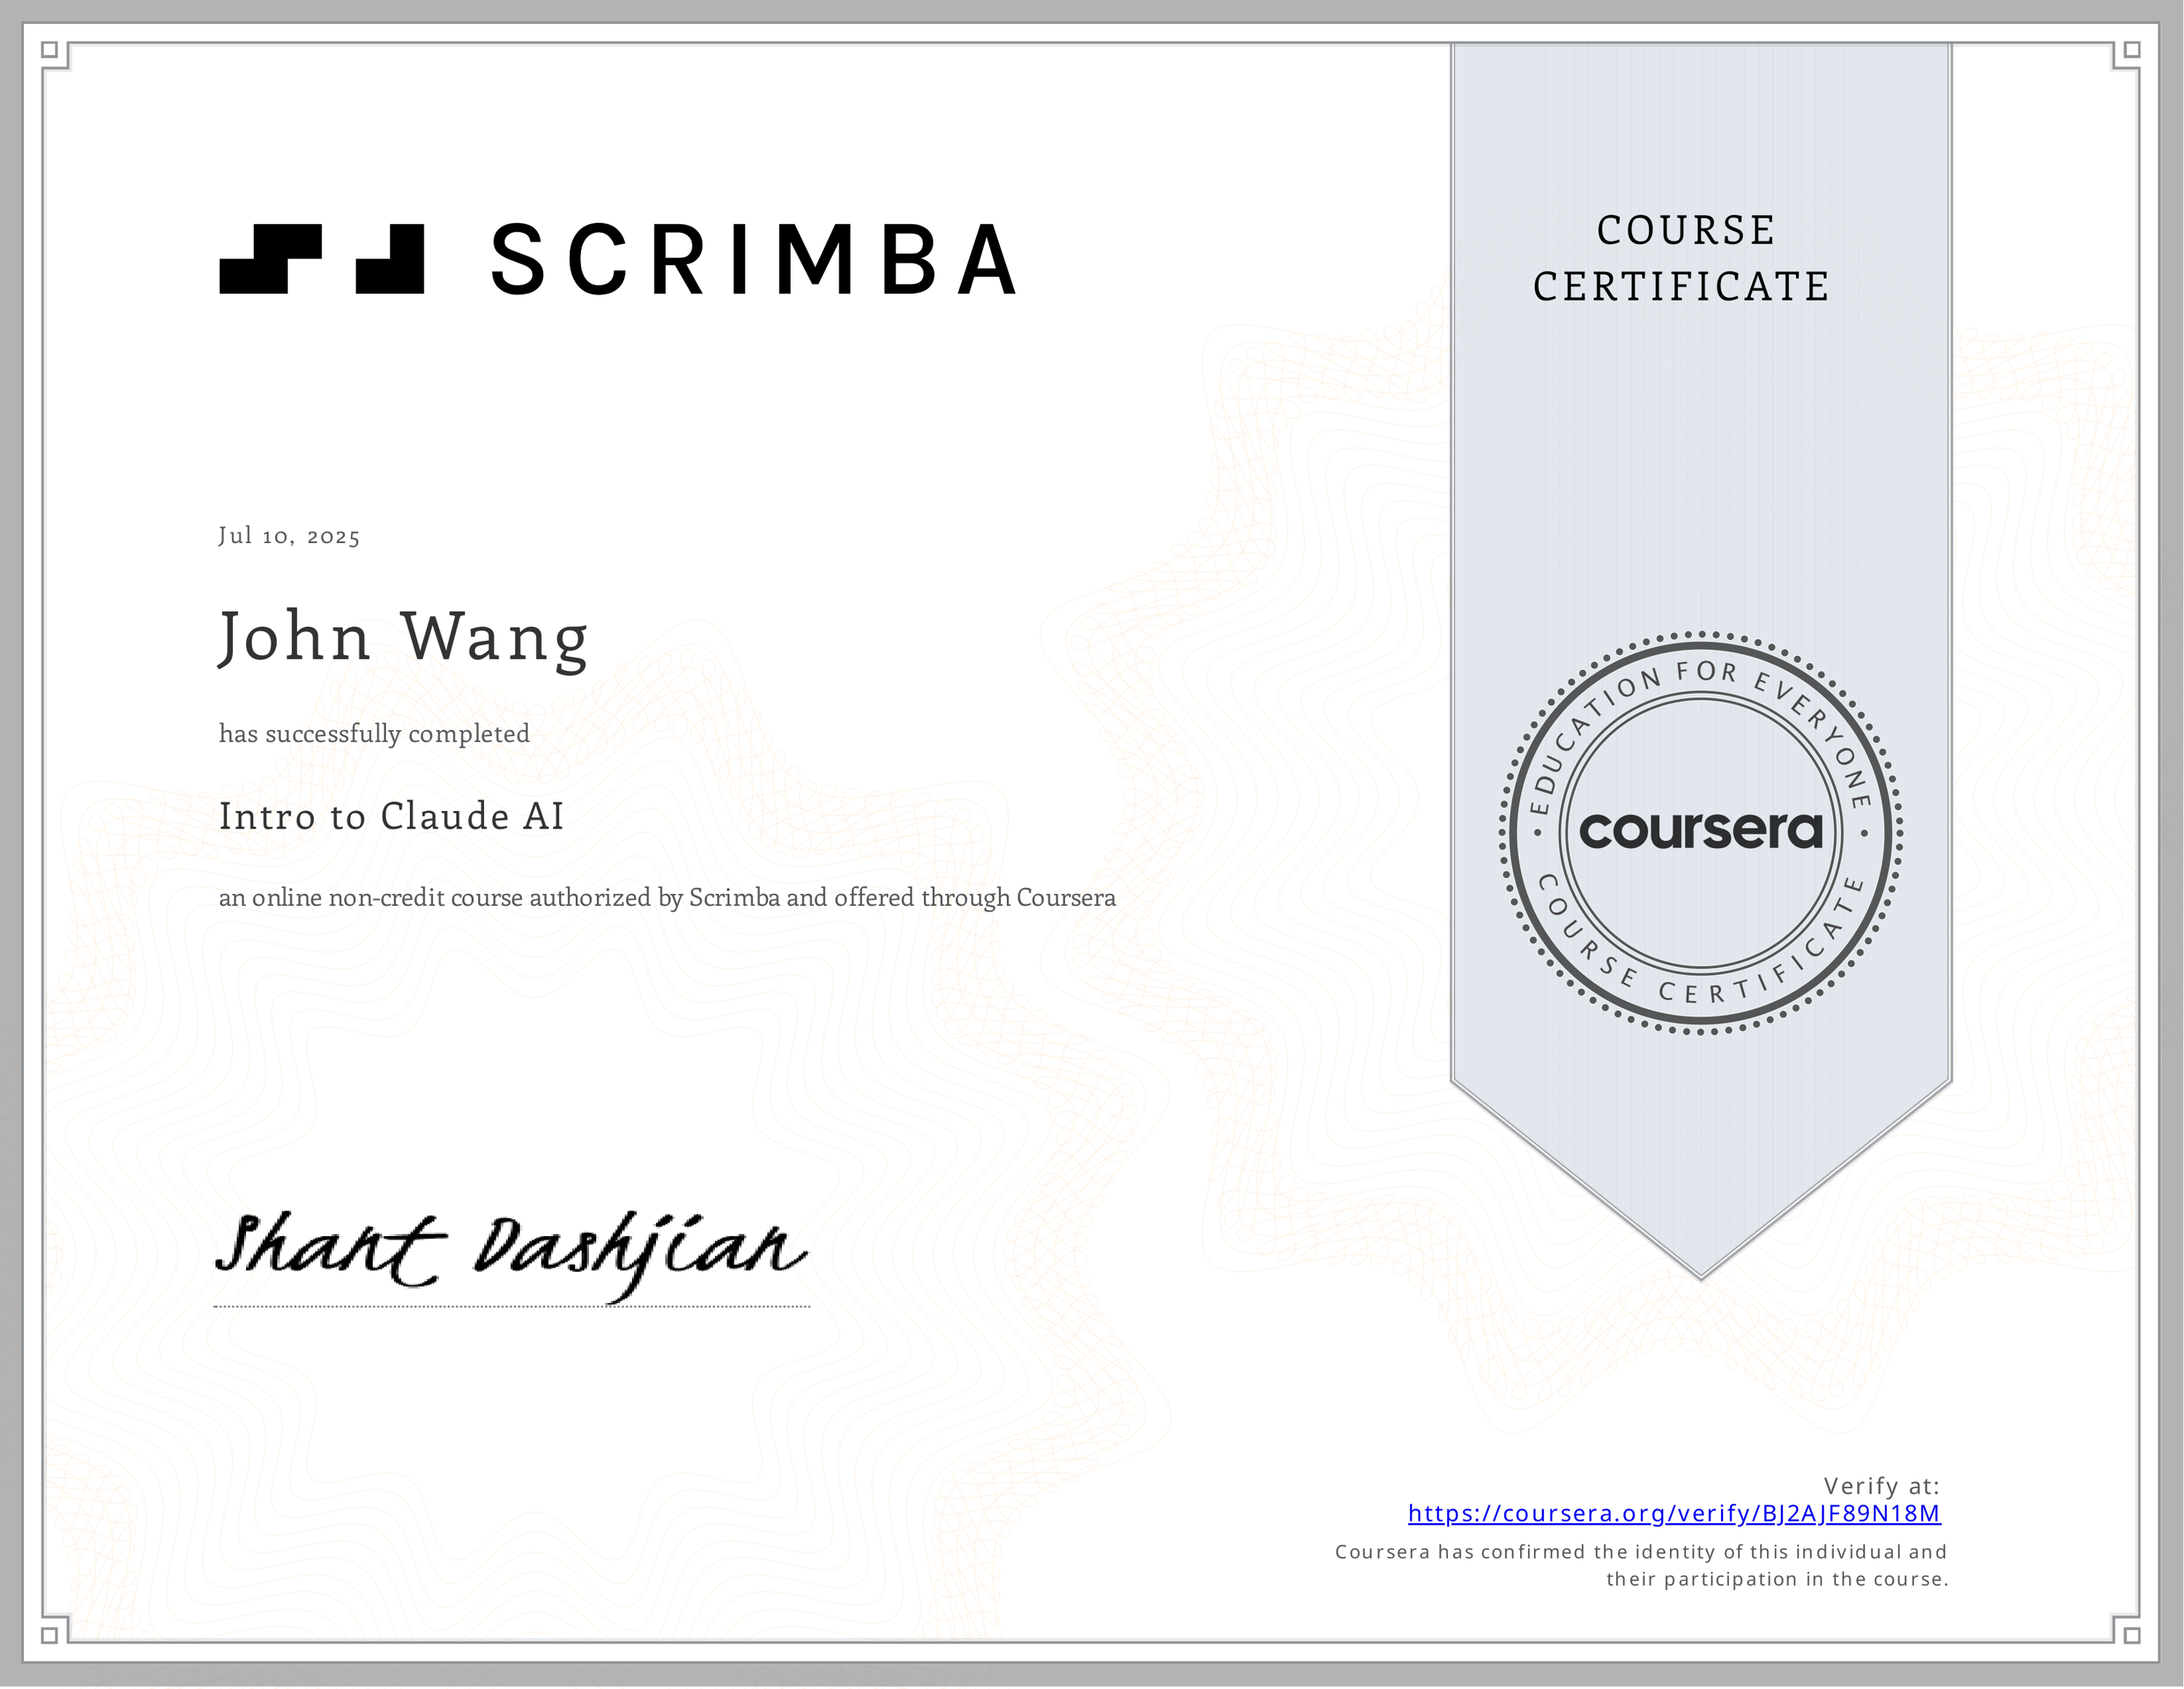 SCRIMBA
COURSE
CERTIFICATE
Jul 10, 2025
John Wang
has successfully completed
Intro to Claude AI
an online non-credit course authorized by Scrimba and offered through Coursera
EDUCATION FOR EVERYONE
coursera
COURSE CERTIFICATE
Shant Dashjian
Verify at:
https://coursera.org/verify/BJ2AJF89N18M
Coursera has confirmed the identity of this individual and
their participation in the course.